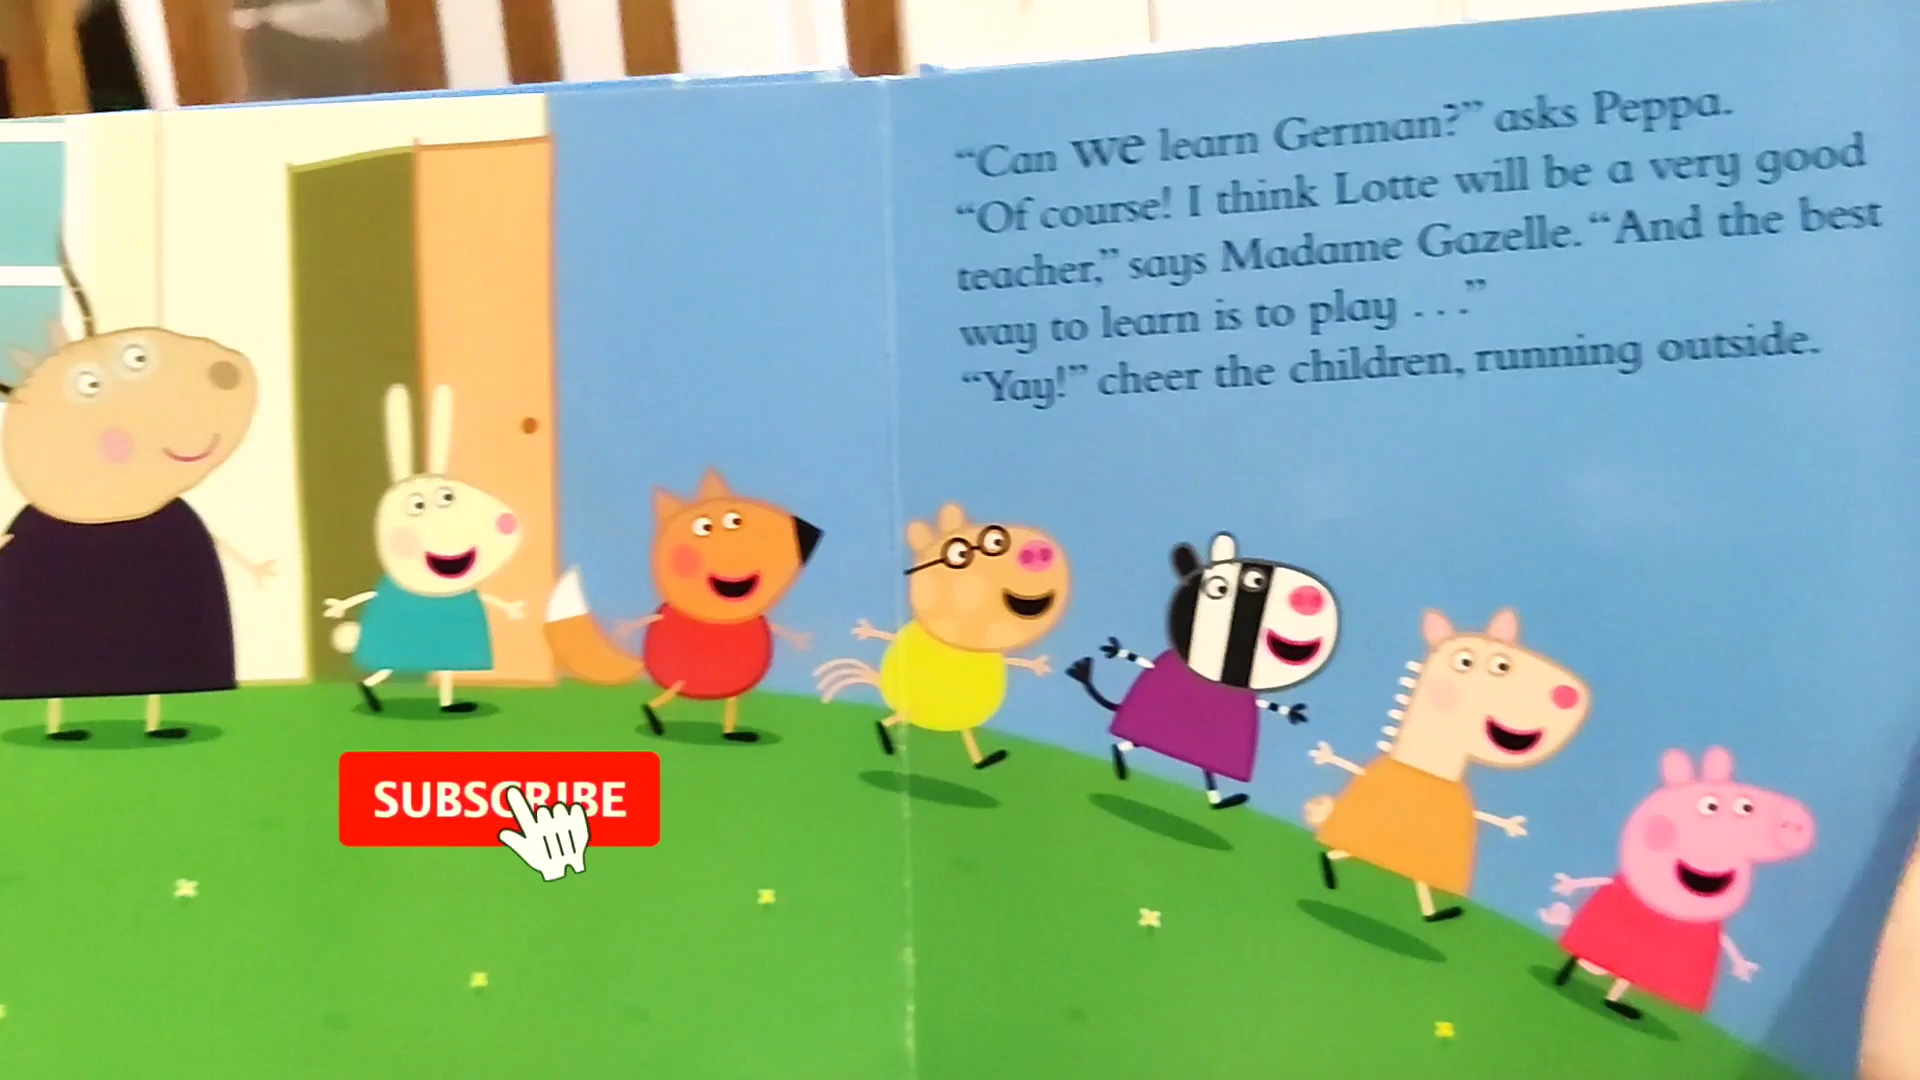 “Can we learn German?” asks Peppa.
“Of course! I think Lotte will be a very good
teacher,” says Madame Gazelle. “And the best
way to learn is to play . . .”
“Yay!” cheer the children, running outside.
SUBSCRIBE